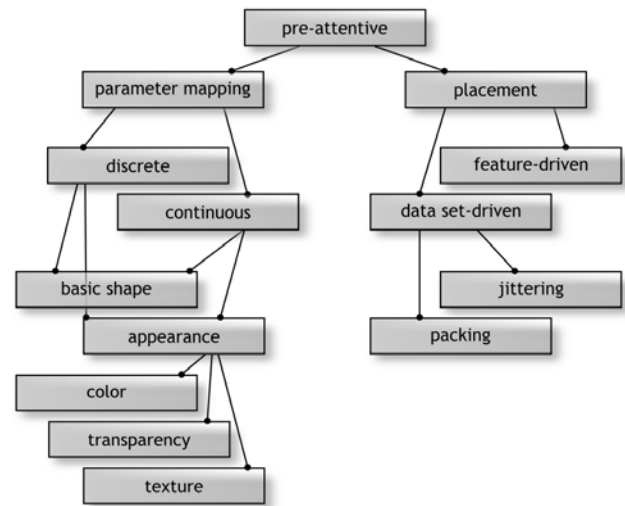 pre-attentive
parameter mapping
placement
discrete
feature-driven
continuous
data set-driven
basic shape
jittering
appearance
packing
color
transparency
texture